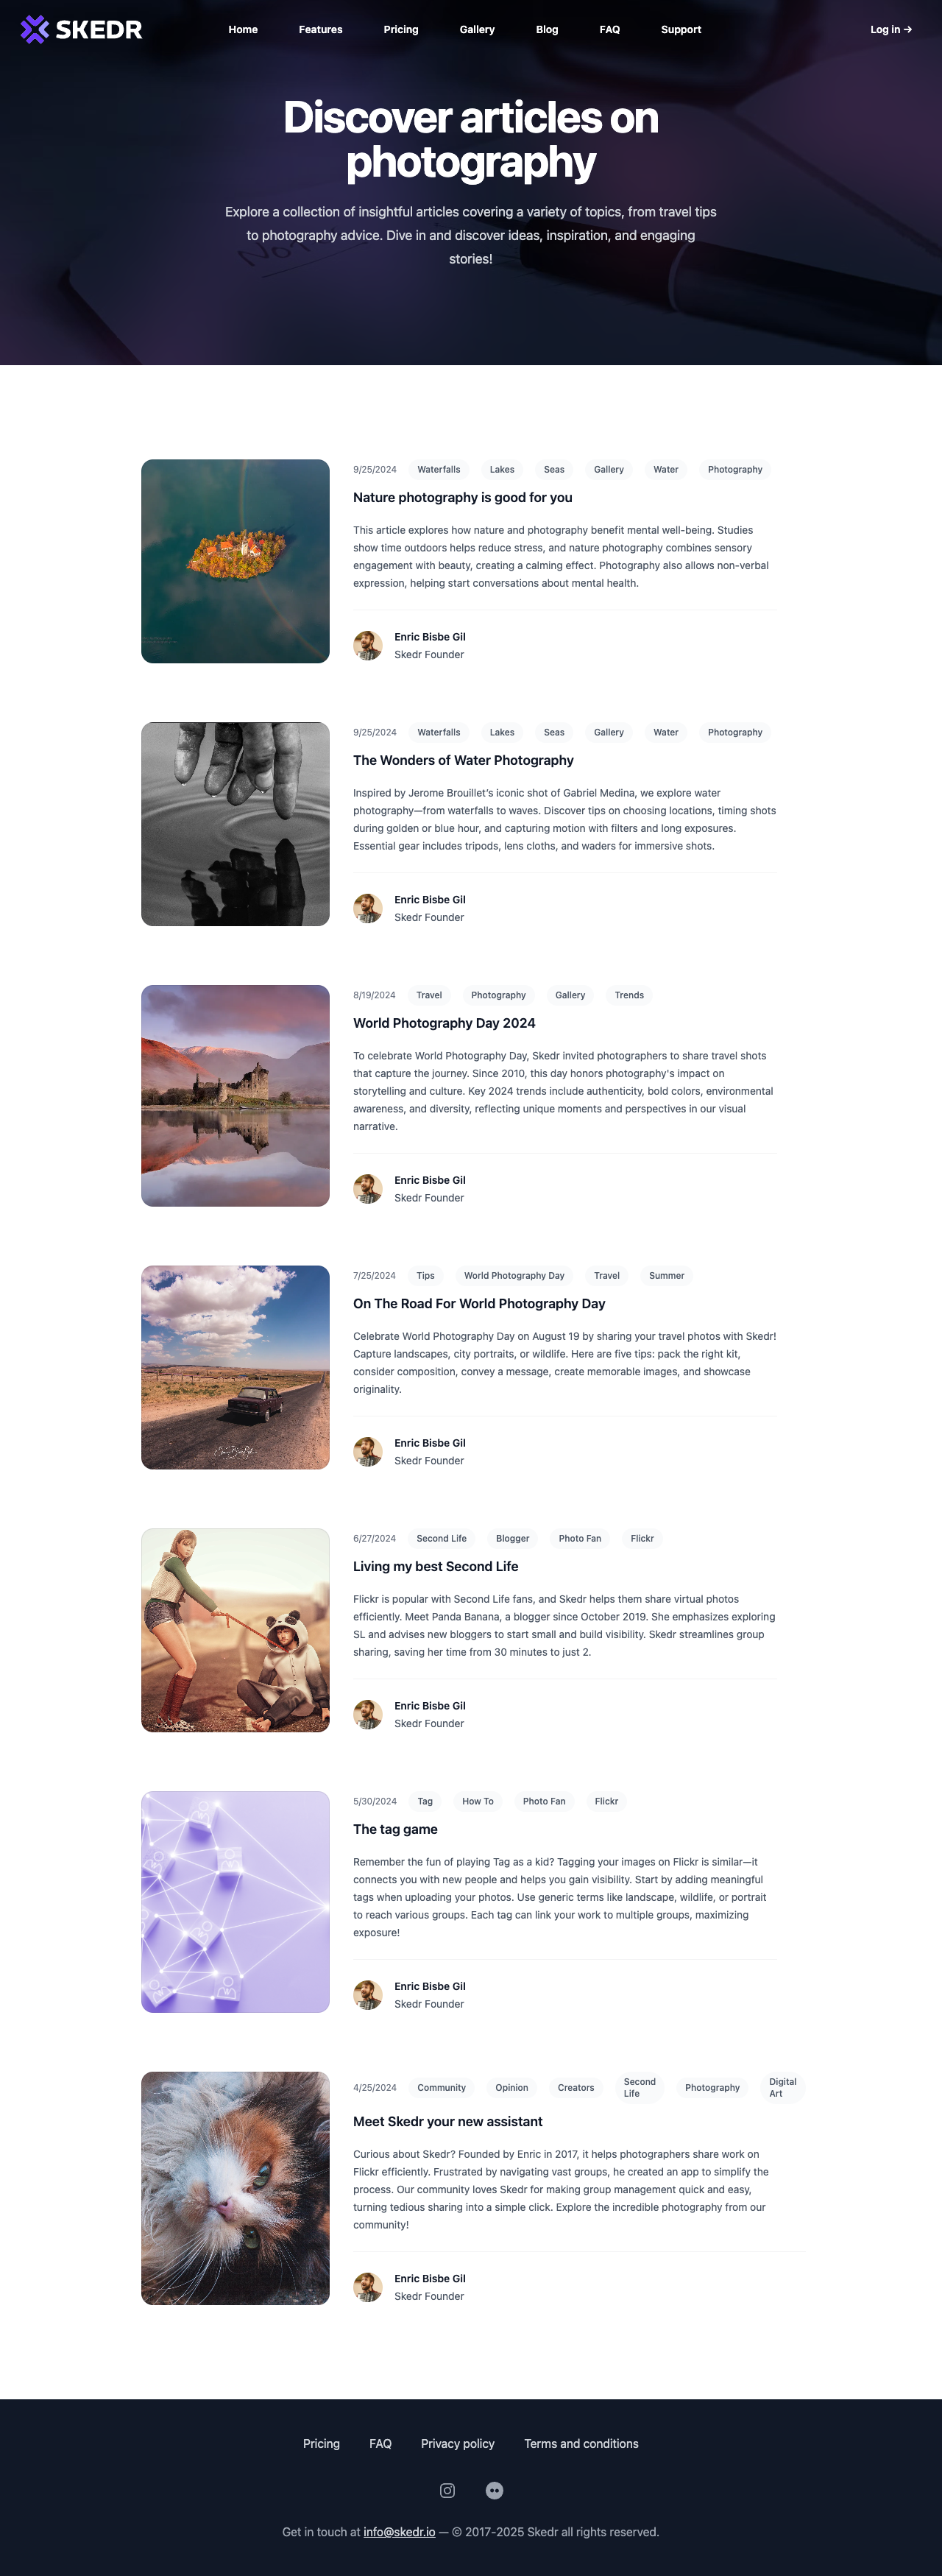 SKEDR
Home Features Pricing Gallery Blog FAQ Support Log in →
Discover articles on
photography
Explore a collection of insightful articles covering a variety of topics, from travel tips
to photography advice. Dive in and discover ideas, inspiration, and engaging
stories!
9/25/2024 Waterfalls Lakes Seas Gallery Water Photography
Nature photography is good for you
This article explores how nature and photography benefit mental well-being. Studies
show time outdoors helps reduce stress, and nature photography combines sensory
engagement with beauty, creating a calming effect. Photography also allows non-verbal
expression, helping start conversations about mental health.
Enric Bisbe Gil
Skedr Founder
9/25/2024 Waterfalls Lakes Seas Gallery Water Photography
The Wonders of Water Photography
Inspired by Jerome Brouillet's iconic shot of Gabriel Medina, we explore water
photography—from waterfalls to waves. Discover tips on choosing locations, timing shots
during golden or blue hour, and capturing motion with filters and long exposures.
Essential gear includes tripods, lens cloths, and waders for immersive shots.
Enric Bisbe Gil
Skedr Founder
8/19/2024 Travel Photography Gallery Trends
World Photography Day 2024
To celebrate World Photography Day, Skedr invited photographers to share travel shots
that capture the journey. Since 2010, this day honors photography's impact on
storytelling and culture. Key 2024 trends include authenticity, bold colors, environmental
awareness, and diversity, reflecting unique moments and perspectives in our visual
narrative.
Enric Bisbe Gil
Skedr Founder
7/25/2024 Tips World Photography Day Travel Summer
On The Road For World Photography Day
Celebrate World Photography Day on August 19 by sharing your travel photos with Skedr!
Capture landscapes, city portraits, or wildlife. Here are five tips: pack the right kit,
consider composition, convey a message, create memorable images, and showcase
originality.
Enric Bisbe Gil
Skedr Founder
6/27/2024 Second Life Blogger Photo Fan Flickr
Living my best Second Life
Flickr is popular with Second Life fans, and Skedr helps them share virtual photos
efficiently. Meet Panda Banana, a blogger since October 2019. She emphasizes exploring
SL and advises new bloggers to start small and build visibility. Skedr streamlines group
sharing, saving her time from 30 minutes to just 2.
Enric Bisbe Gil
Skedr Founder
5/30/2024 Tag How To Photo Fan Flickr
The tag game
Remember the fun of playing Tag as a kid? Tagging your images on Flickr is similar—it
connects you with new people and helps you gain visibility. Start by adding meaningful
tags when uploading your photos. Use generic terms like landscape, wildlife, or portrait
to reach various groups. Each tag can link your work to multiple groups, maximizing
exposure!
Enric Bisbe Gil
Skedr Founder
4/25/2024 Community Opinion Creators Second Life Photography Digital Art
Meet Skedr your new assistant
Curious about Skedr? Founded by Enric in 2017, it helps photographers share work on
Flickr efficiently. Frustrated by navigating vast groups, he created an app to simplify the
process. Our community loves Skedr for making group management quick and easy,
turning tedious sharing into a simple click. Explore the incredible photography from our
community!
Enric Bisbe Gil
Skedr Founder
Pricing FAQ Privacy policy Terms and conditions
Get in touch at info@skedr.io — © 2017-2025 Skedr all rights reserved.